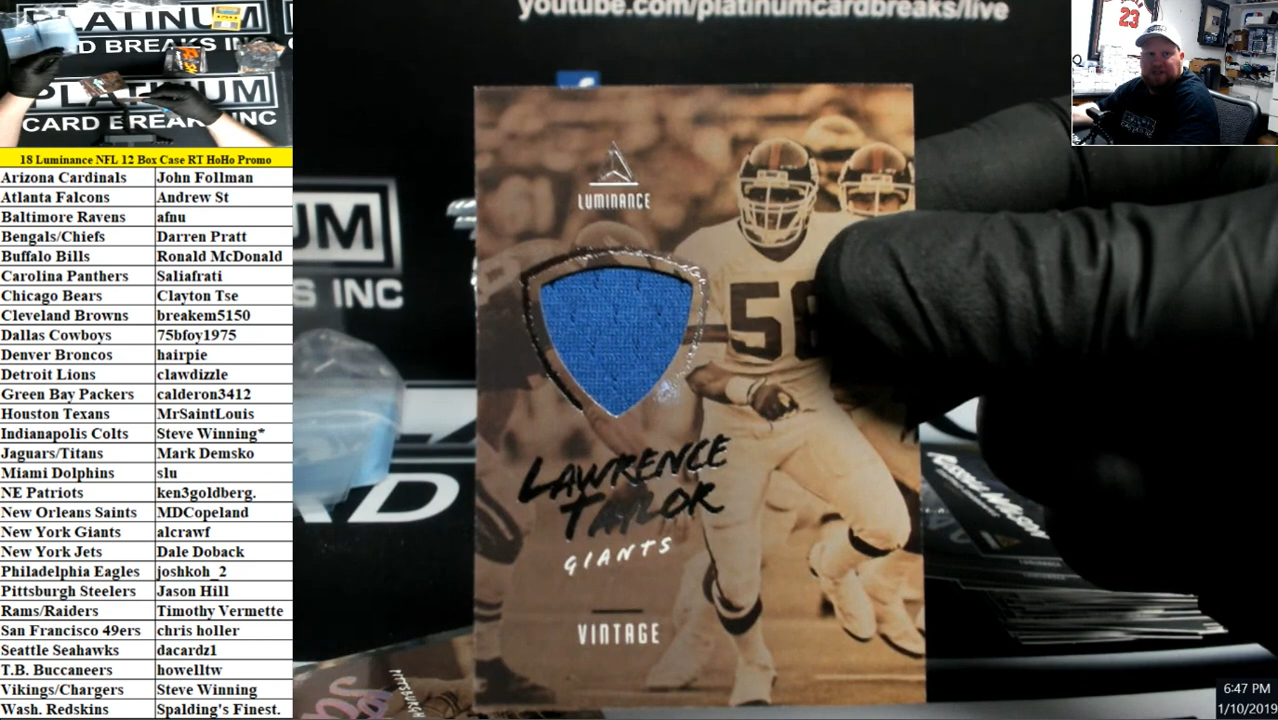 youtube.com/platinumcardbreaks/live
PLATINUM
CARD BREAKS INC
PLATINUM
CARD BREAKS INC
23
18 Luminance NFL 12 Box Case RT HoHo Promo
Arizona Cardinals John Follman
Atlanta Falcons Andrew St
Baltimore Ravens afnu
Bengals/Chiefs Darren Pratt
Buffalo Bills Ronald McDonald
Carolina Panthers Saliafrati
Chicago Bears Clayton Tse
Cleveland Browns breakem5150
Dallas Cowboys 75bfoy1975
Denver Broncos hairpie
Detroit Lions clawdizzle
Green Bay Packers calderon3412
Houston Texans MrSaintLouis
Indianapolis Colts Steve Winning*
Jaguars/Titans Mark Demsko
Miami Dolphins slu
NE Patriots ken3goldberg.
New Orleans Saints MDCopeland
New York Giants alcrawf
New York Jets Dale Doback
Philadelphia Eagles joshkoh_2
Pittsburgh Steelers Jason Hill
Rams/Raiders Timothy Vermette
San Francisco 49ers chris holler
Seattle Seahawks dacardz1
T.B. Buccaneers howelltw
Vikings/Chargers Steve Winning
Wash. Redskins Spalding's Finest.
LUMINANCE
56
LAWRENCE
TAYLOR
GIANTS
VINTAGE
UM
S INC
RD
PITTSBURGH
RUSSELL WILSON
6:47 PM
1/10/2019